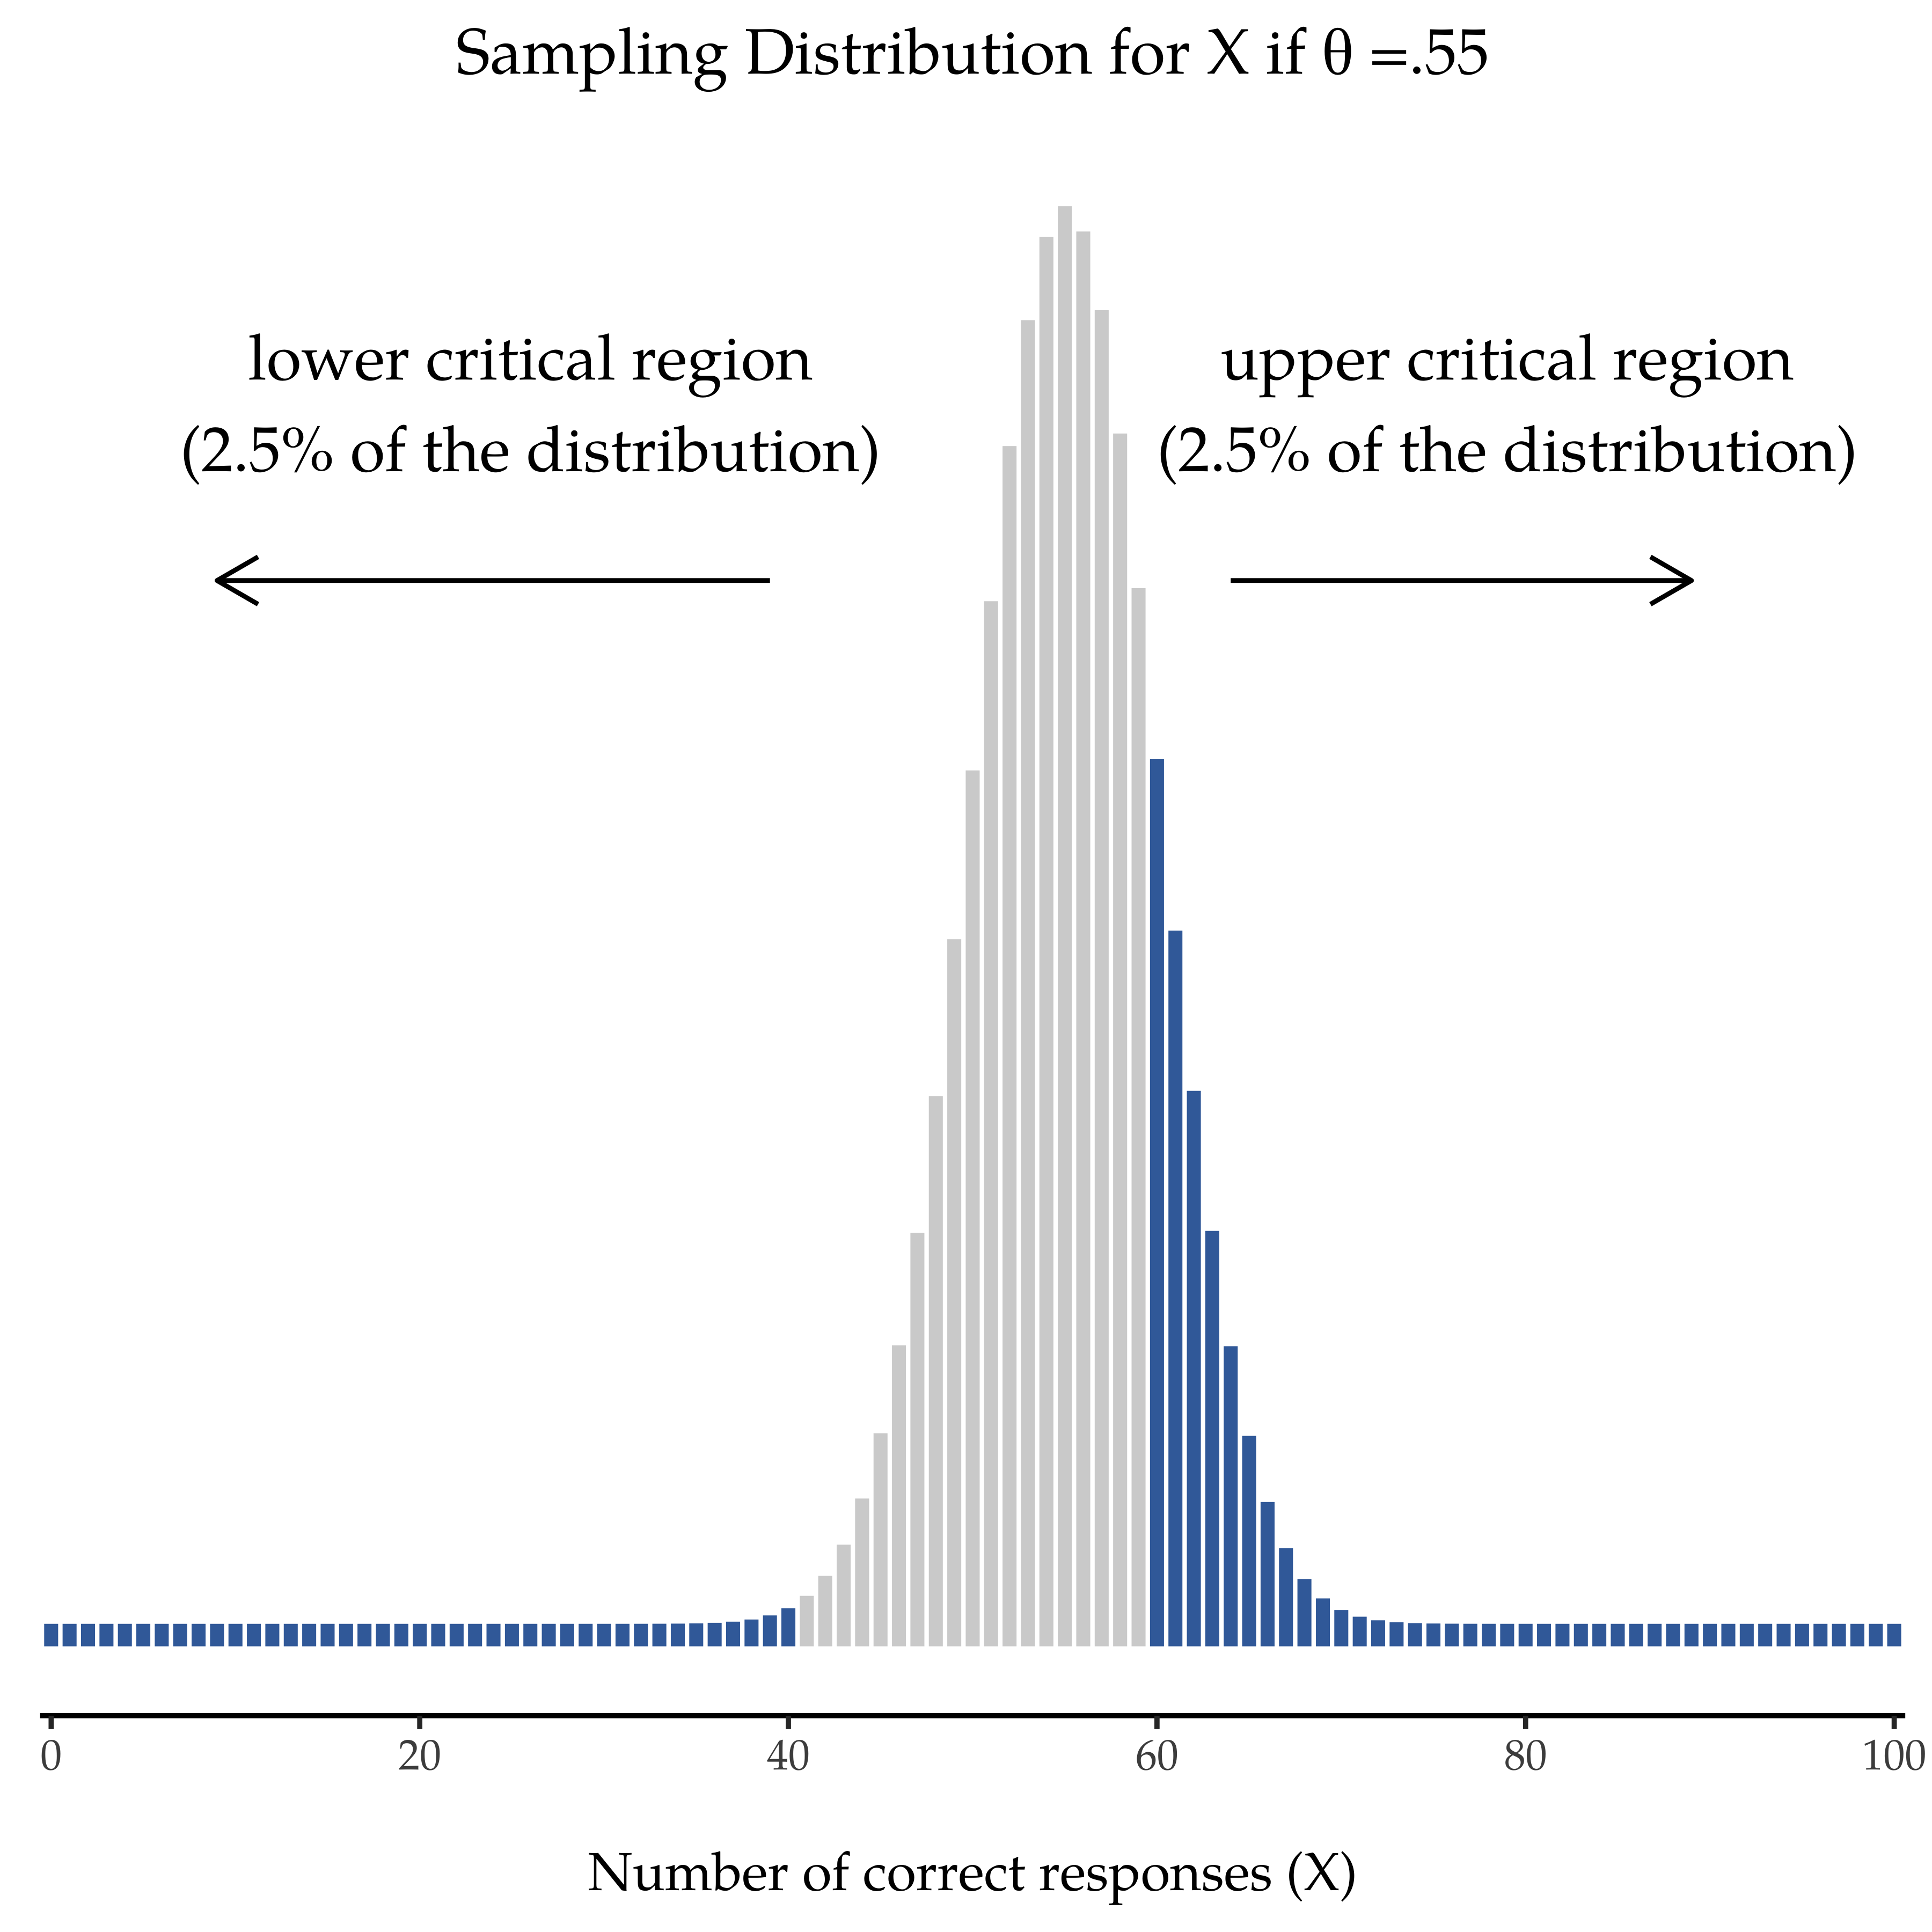 Sampling Distribution for X if θ =.55
lower critical region
(2.5% of the distribution)
upper critical region
(2.5% of the distribution)
0 20 40 60 80 100
Number of correct responses (X)